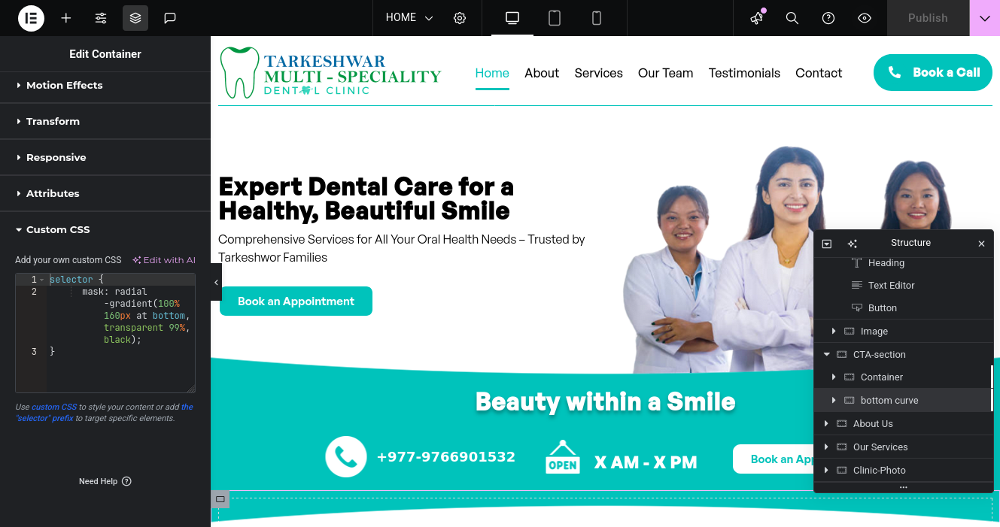 HOME
Publish
Edit Container
Motion Effects
Transform
Responsive
Attributes
Custom CSS
Add your own custom CSS
Edit with AI
1 selector {
2 mask: radial
-gradient(100%
160px at bottom,
transparent 99%,
black);
3 }
Use custom CSS to style your content or add the
"selector" prefix to target specific elements.
Need Help
TARKESHWAR
MULTI - SPECIALITY
DENTAL CLINIC
Home About Services Our Team Testimonials Contact
Book a Call
Expert Dental Care for a
Healthy, Beautiful Smile
Comprehensive Services for All Your Oral Health Needs – Trusted by
Tarkeshwor Families
Book an Appointment
Beauty within a Smile
+977-9766901532
OPEN
X AM - X PM
Book an App
Structure
Heading
Text Editor
Button
Image
CTA-section
Container
bottom curve
About Us
Our Services
Clinic-Photo